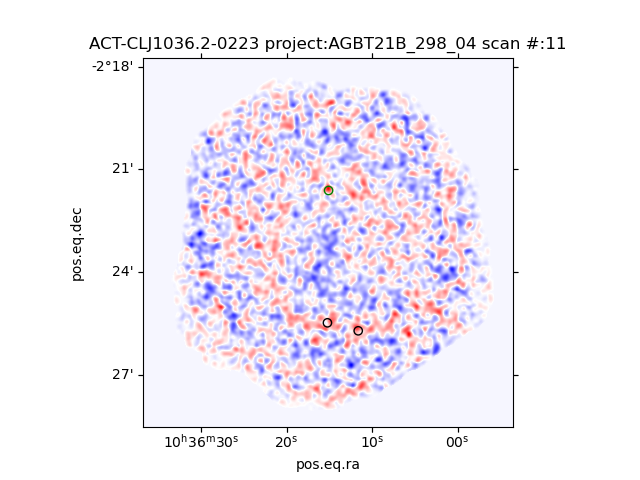 ACT-CLJ1036.2-0223 project:AGBT21B_298_04 scan #:11
-2°18'
21'
24'
27'
pos.eq.dec
10ʰ36ᵐ30ˢ 20ˢ 10ˢ 00ˢ
pos.eq.ra